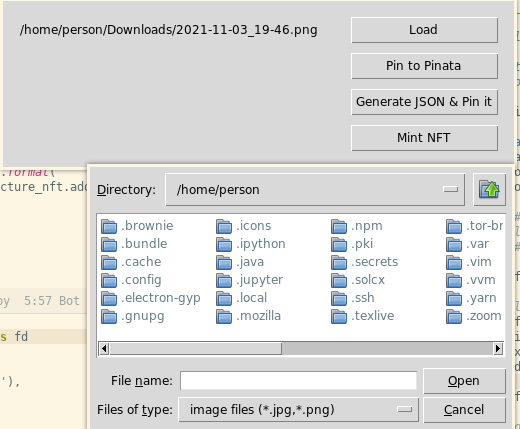 /home/person/Downloads/2021-11-03_19-46.png
Load
Pin to Pinata
Generate JSON & Pin it
Mint NFT
.format(
cture_nft.add
Directory: /home/person
.brownie .icons .npm .tor-br
.bundle .ipython .pki .var
.cache .java .secrets .vim
.config .jupyter .solcx .vvm
.electron-gyp .local .ssh .yarn
.gnupg .mozilla .texlive .zoom
py 5:57 Bot
s fd
'),
File name: Open
Files of type: image files (*.jpg,*.png) Cancel